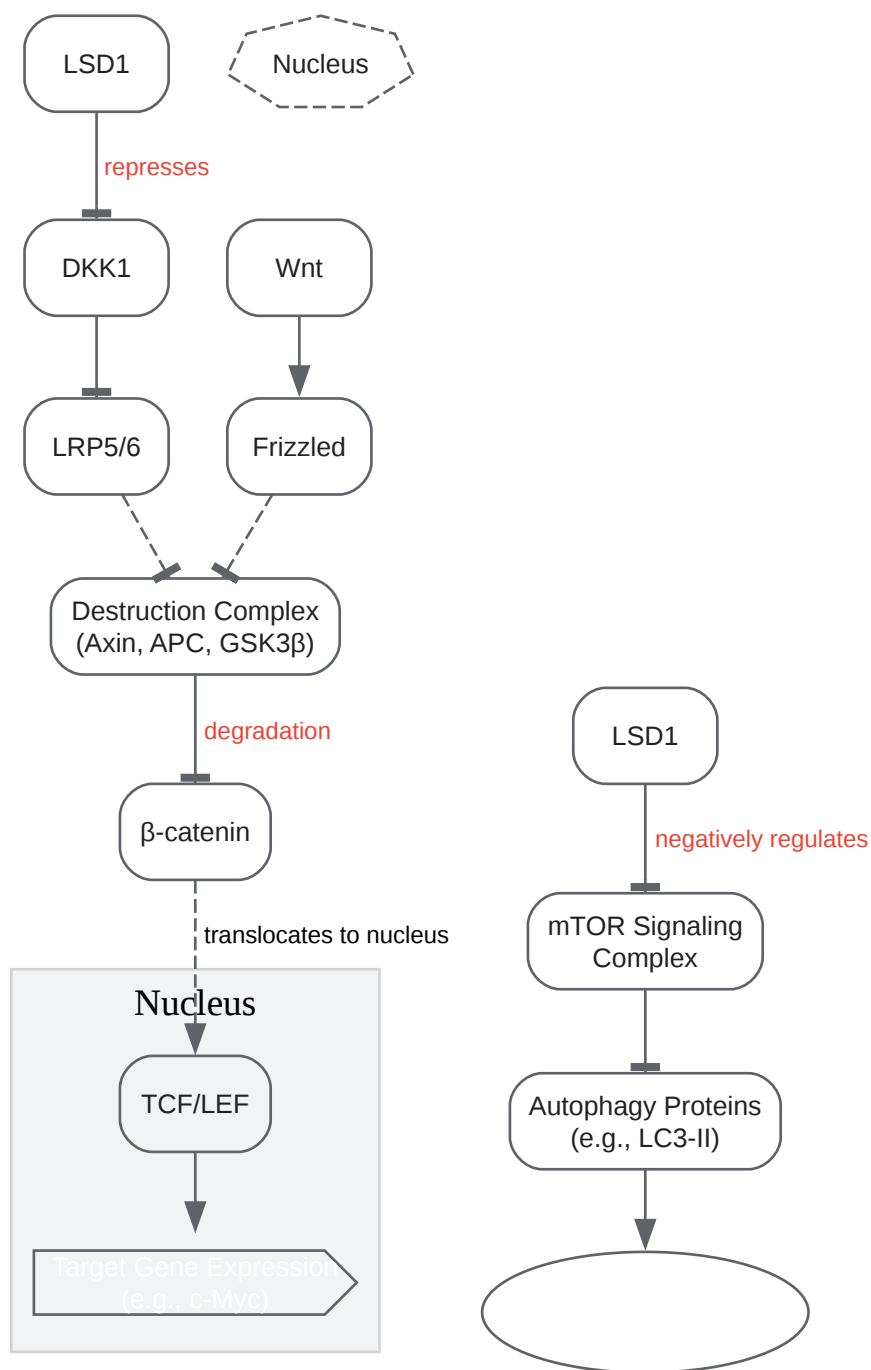 LSD1
Nucleus
represses
DKK1
Wnt
LRP5/6
Frizzled
Destruction Complex
(Axin, APC, GSK3β)
degradation
β-catenin
translocates to nucleus
Nucleus
TCF/LEF
Target Gene Expression
(e.g., c-Myc)
LSD1
negatively regulates
mTOR Signaling
Complex
Autophagy Proteins
(e.g., LC3-II)